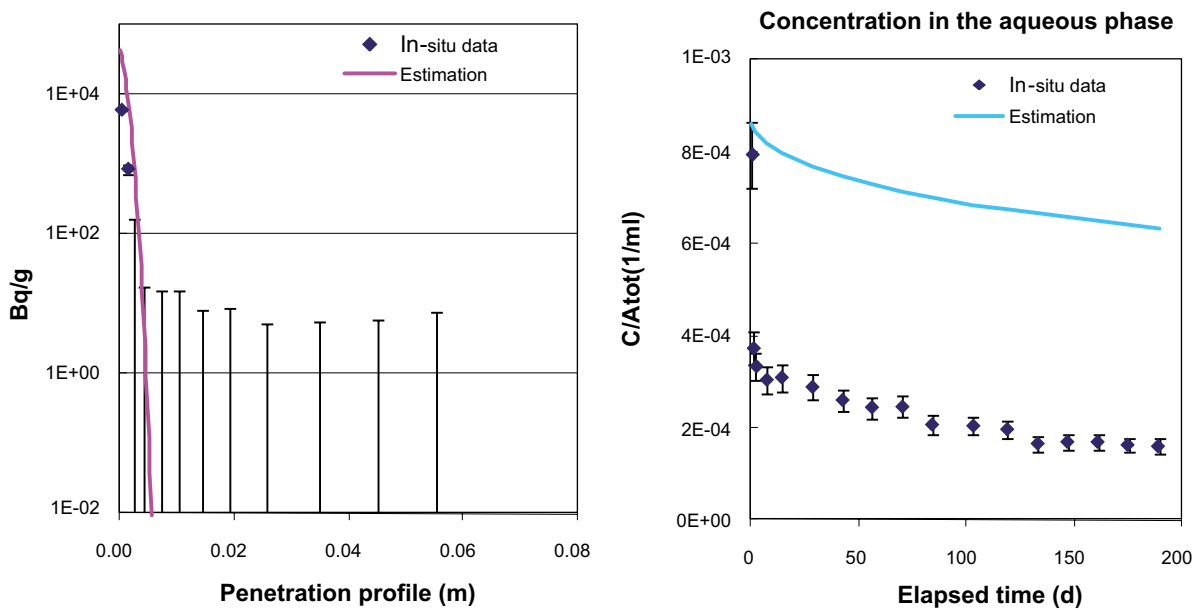 In-situ data
Estimation
1E+04
1E+02
1E+00
1E-02
Bq/g
0.00 0.02 0.04 0.06 0.08
Penetration profile (m)
Concentration in the aqueous phase
In-situ data
Estimation
1E-03
8E-04
6E-04
4E-04
2E-04
0E+00
C/Atot(1/ml)
0 50 100 150 200
Elapsed time (d)